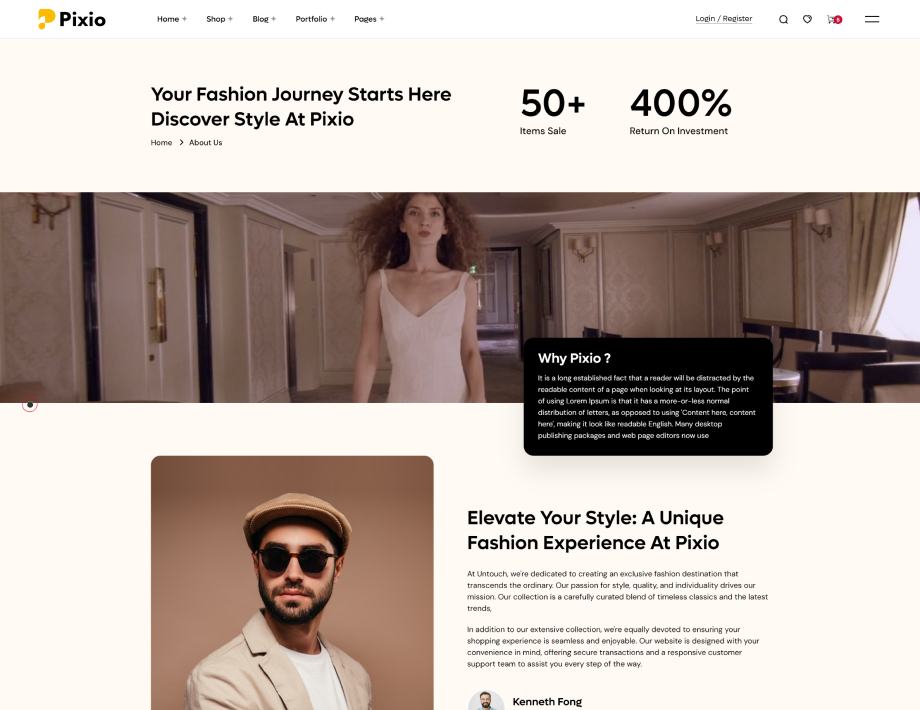 Pixio
Home + Shop + Blog + Portfolio + Pages +
Login / Register
Your Fashion Journey Starts Here
Discover Style At Pixio
Home > About Us
50+
Items Sale
400%
Return On Investment
Why Pixio ?
It is a long established fact that a reader will be distracted by the
readable content of a page when looking at its layout. The point
of using Lorem Ipsum is that it has a more-or-less normal
distribution of letters, as opposed to using 'Content here, content
here', making it look like readable English. Many desktop
publishing packages and web page editors now use
Elevate Your Style: A Unique
Fashion Experience At Pixio
At Untouch, we're dedicated to creating an exclusive fashion destination that
transcends the ordinary. Our passion for style, quality, and individuality drives our
mission. Our collection is a carefully curated blend of timeless classics and the latest
trends,
In addition to our extensive collection, we're equally devoted to ensuring your
shopping experience is seamless and enjoyable. Our website is designed with your
convenience in mind, offering secure transactions and a responsive customer
support team to assist you every step of the way.
Kenneth Fong